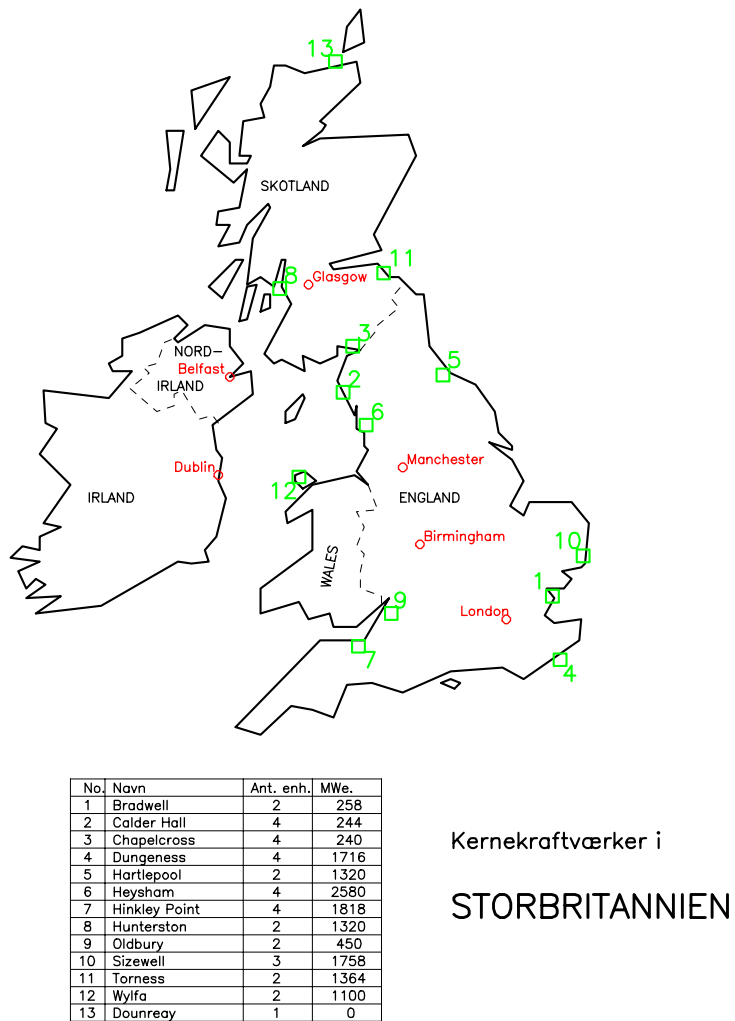 13
SKOTLAND
11
8
Glasgow
3
NORD-
5
Belfast
IRLAND
2
6
Manchester
Dublin
12
IRLAND
ENGLAND
Birmingham
10
WALES
1
9
London
7
4
No. Navn Ant. enh. MWe.
1 Bradwell 2 258
2 Calder Hall 4 244
3 Chapelcross 4 240
4 Dungeness 4 1716
5 Hartlepool 2 1320
6 Heysham 4 2580
7 Hinkley Point 4 1818
8 Hunterston 2 1320
9 Oldbury 2 450
10 Sizewell 3 1758
11 Torness 2 1364
12 Wylfa 2 1100
13 Dounreay 1 0
Kernekraftværker i
STORBRITANNIEN